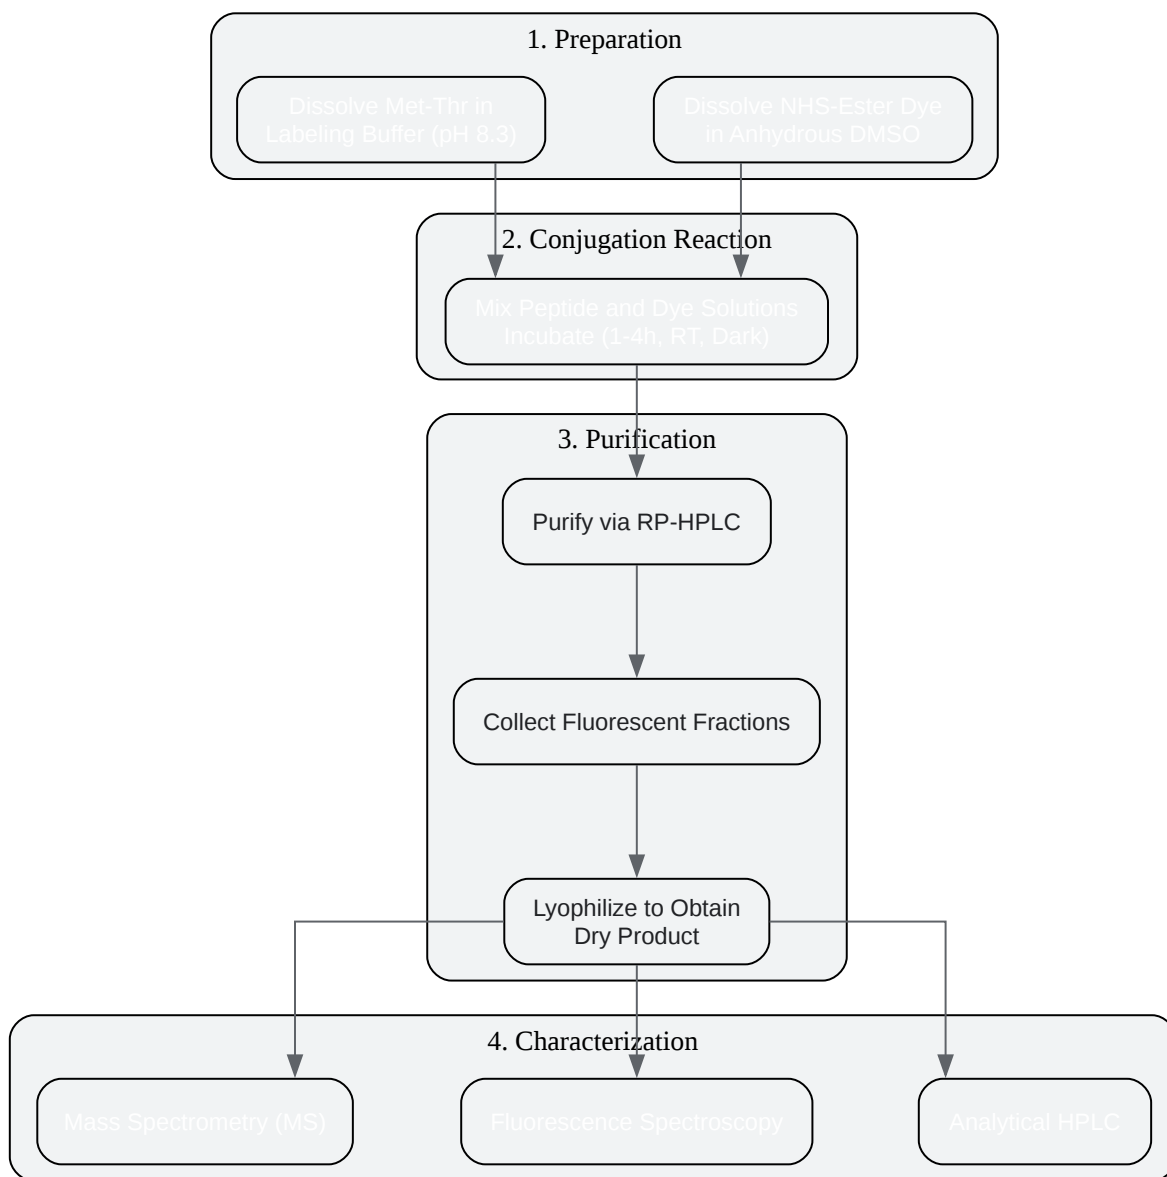 1. Preparation
Dissolve Met-Thr in
Labeling Buffer (pH 8.3)
Dissolve NHS-Ester Dye
in Anhydrous DMSO
2. Conjugation Reaction
Mix Peptide and Dye Solutions
Incubate (1-4h, RT, Dark)
3. Purification
Purify via RP-HPLC
Collect Fluorescent Fractions
Lyophilize to Obtain
Dry Product
4. Characterization
Mass Spectrometry (MS)
Fluorescence Spectroscopy
Analytical HPLC